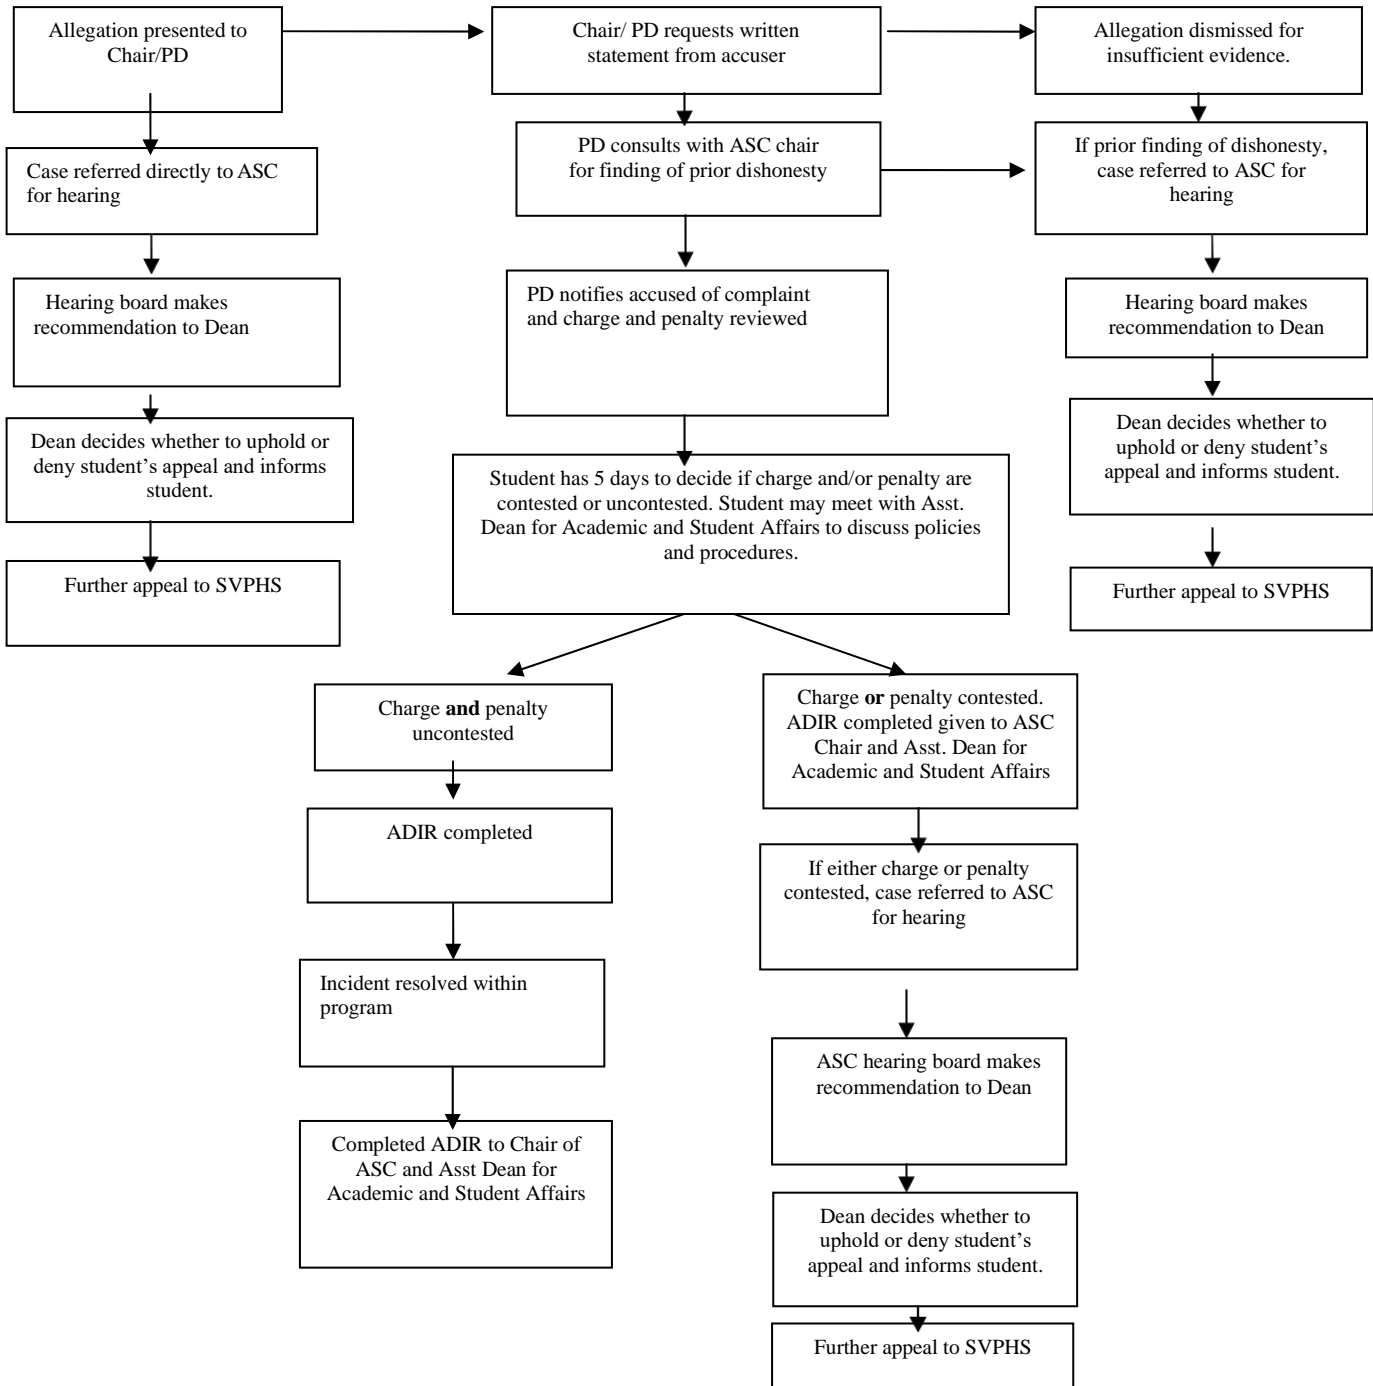 Allegation presented to
Chair/PD
Chair/ PD requests written
statement from accuser
Allegation dismissed for
insufficient evidence.
Case referred directly to ASC
for hearing
PD consults with ASC chair
for finding of prior dishonesty
If prior finding of dishonesty,
case referred to ASC for
hearing
Hearing board makes
recommendation to Dean
PD notifies accused of complaint
and charge and penalty reviewed
Hearing board makes
recommendation to Dean
Dean decides whether to uphold or
deny student’s appeal and informs
student.
Student has 5 days to decide if charge and/or penalty are
contested or uncontested. Student may meet with Asst.
Dean for Academic and Student Affairs to discuss policies
and procedures.
Dean decides whether to
uphold or deny student’s
appeal and informs student.
Further appeal to SVPHS
Further appeal to SVPHS
Charge and penalty
uncontested
Charge or penalty contested.
ADIR completed given to ASC
Chair and Asst. Dean for
Academic and Student Affairs
ADIR completed
If either charge or penalty
contested, case referred to ASC
for hearing
Incident resolved within
program
ASC hearing board makes
recommendation to Dean
Completed ADIR to Chair of
ASC and Asst Dean for
Academic and Student Affairs
Dean decides whether to
uphold or deny student’s
appeal and informs student.
Further appeal to SVPHS